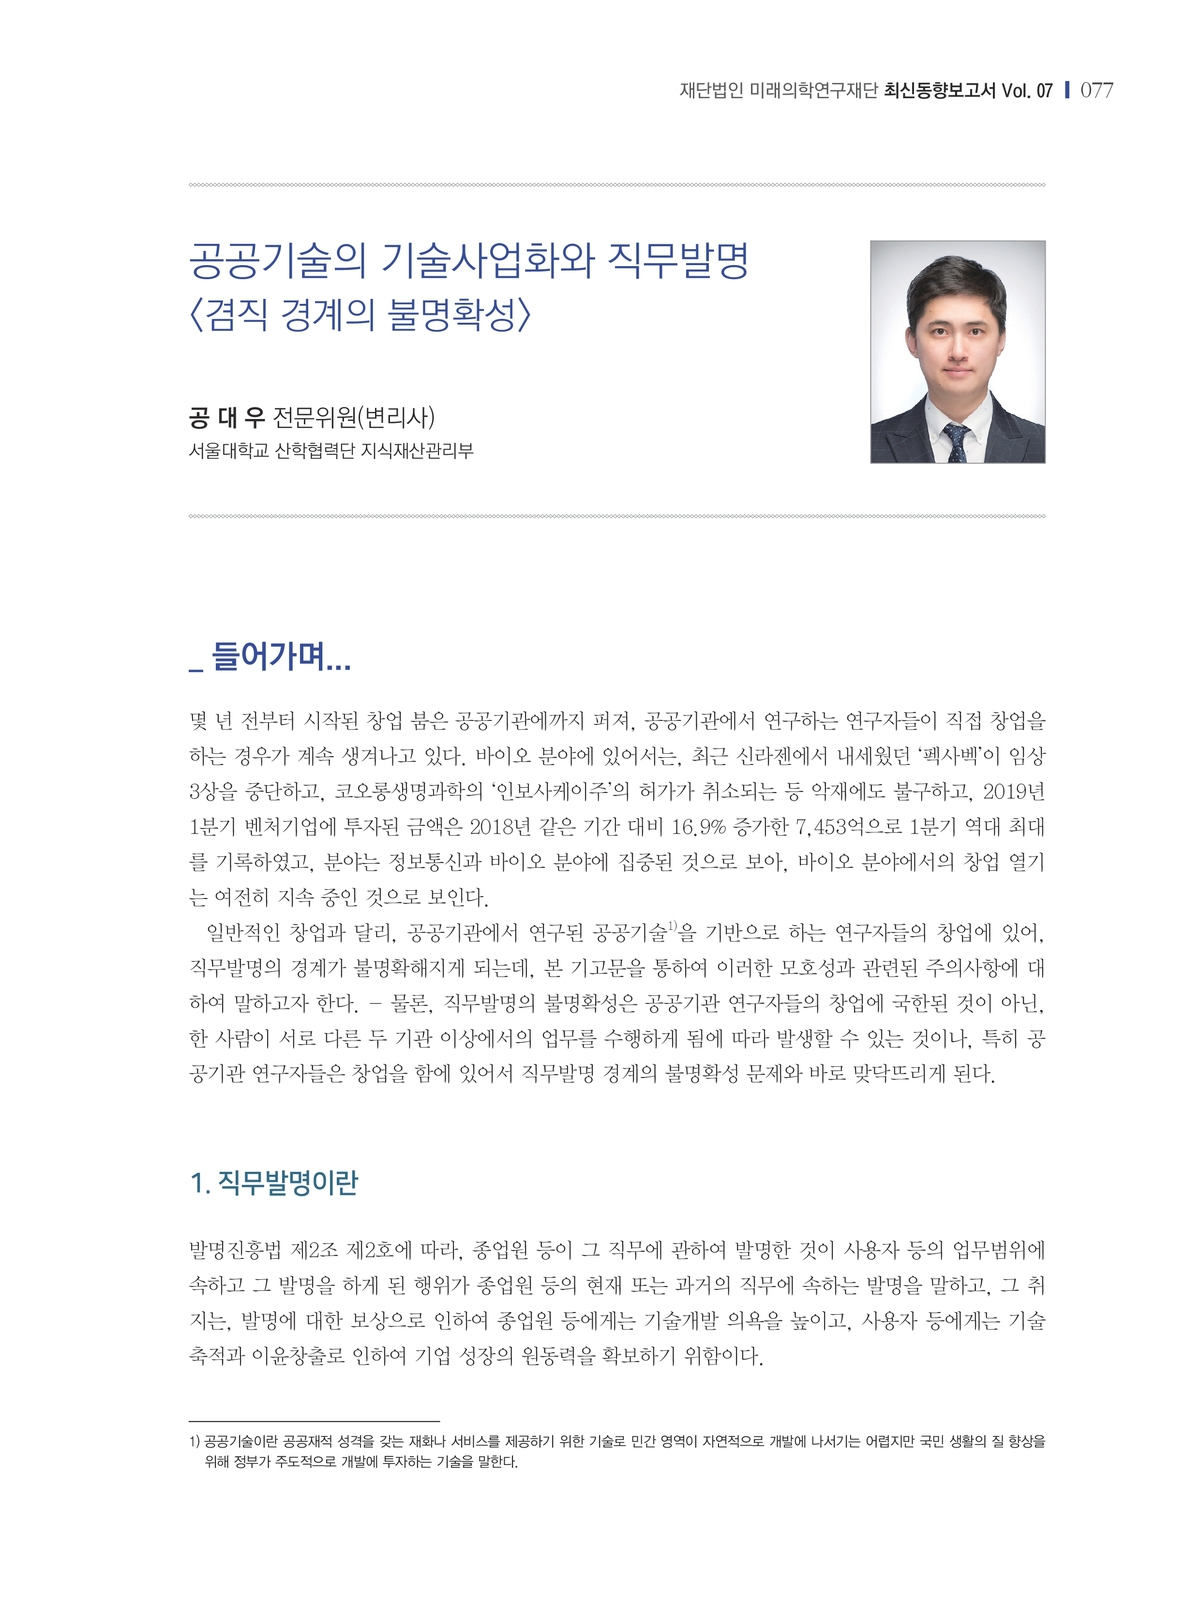 재단법인 미래의학연구재단 최신동향보고서 Vol. 07 077
공공기술의 기술사업화와 직무발명
<겸직 경계의 불명확성>
공 대 우 전문위원(변리사)
서울대학교 산학협력단 지식재산관리부
_ 들어가며...
몇 년 전부터 시작된 창업 붐은 공공기관에까지 퍼져, 공공기관에서 연구하는 연구자들이 직접 창업을
하는 경우가 계속 생겨나고 있다. 바이오 분야에 있어서는, 최근 신라젠에서 내세웠던 ‘펙사벡’이 임상
3상을 중단하고, 코오롱생명과학의 ‘인보사케이주’의 허가가 취소되는 등 악재에도 불구하고, 2019년
1분기 벤처기업에 투자된 금액은 2018년 같은 기간 대비 16.9% 증가한 7,453억으로 1분기 역대 최대
를 기록하였고, 분야는 정보통신과 바이오 분야에 집중된 것으로 보아, 바이오 분야에서의 창업 열기
는 여전히 지속 중인 것으로 보인다.
일반적인 창업과 달리, 공공기관에서 연구된 공공기술1)을 기반으로 하는 연구자들의 창업에 있어,
직무발명의 경계가 불명확해지게 되는데, 본 기고문을 통하여 이러한 모호성과 관련된 주의사항에 대
하여 말하고자 한다. – 물론, 직무발명의 불명확성은 공공기관 연구자들의 창업에 국한된 것이 아닌,
한 사람이 서로 다른 두 기관 이상에서의 업무를 수행하게 됨에 따라 발생할 수 있는 것이나, 특히 공
공기관 연구자들은 창업을 함에 있어서 직무발명 경계의 불명확성 문제와 바로 맞닥뜨리게 된다.
1. 직무발명이란
발명진흥법 제2조 제2호에 따라, 종업원 등이 그 직무에 관하여 발명한 것이 사용자 등의 업무범위에
속하고 그 발명을 하게 된 행위가 종업원 등의 현재 또는 과거의 직무에 속하는 발명을 말하고, 그 취
지는, 발명에 대한 보상으로 인하여 종업원 등에게는 기술개발 의욕을 높이고, 사용자 등에게는 기술
축적과 이윤창출로 인하여 기업 성장의 원동력을 확보하기 위함이다.
1) 공공기술이란 공공재적 성격을 갖는 재화나 서비스를 제공하기 위한 기술로 민간 영역이 자연적으로 개발에 나서기는 어렵지만 국민 생활의 질 향상을
위해 정부가 주도적으로 개발에 투자하는 기술을 말한다.